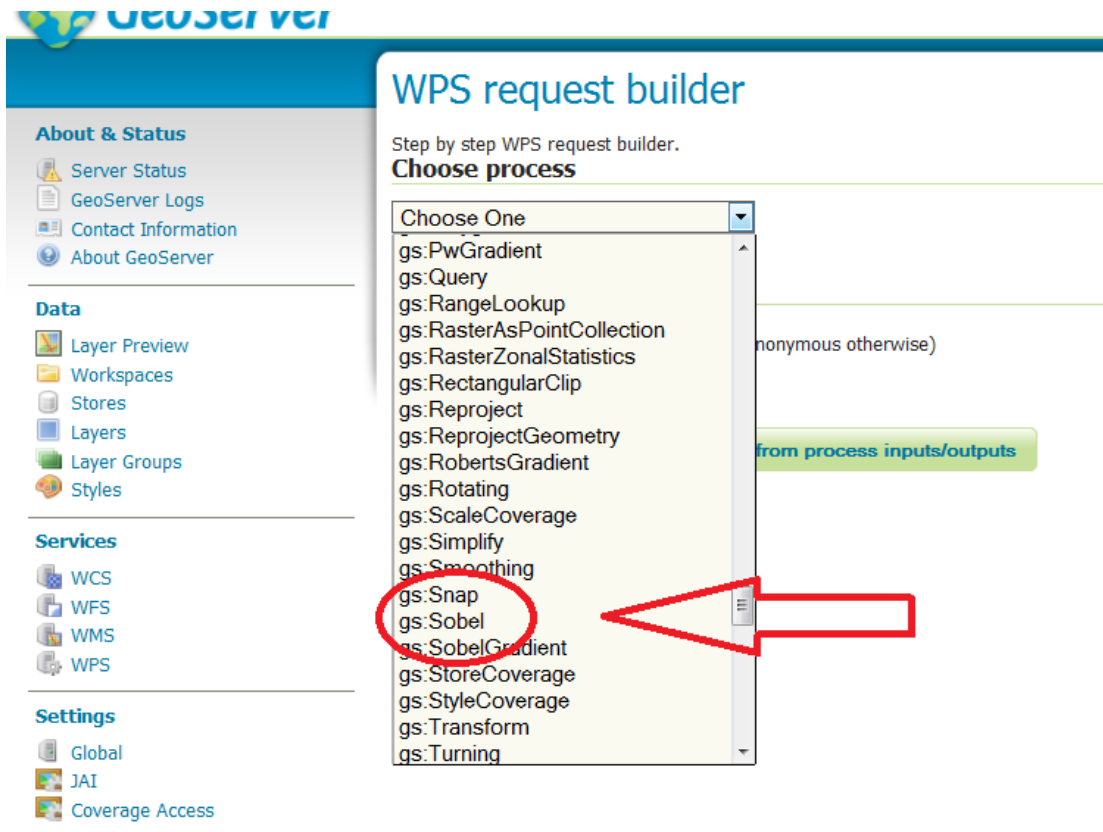 GeoServer
WPS request builder
Step by step WPS request builder.
Choose process
Choose One
gs:PwGradient
gs:Query
gs:RangeLookup
gs:RasterAsPointCollection
gs:RasterZonalStatistics
gs:RectangularClip
gs:Reproject
gs:ReprojectGeometry
gs:RobertsGradient
gs:Rotating
gs:ScaleCoverage
gs:Simplify
gs:Smoothing
gs:Snap
gs:Sobel
gs:SobelGradient
gs:StoreCoverage
gs:StyleCoverage
gs:Transform
gs:Turning
nonymous otherwise)
from process inputs/outputs
About & Status
Server Status
GeoServer Logs
Contact Information
About GeoServer
Data
Layer Preview
Workspaces
Stores
Layers
Layer Groups
Styles
Services
WCS
WFS
WMS
WPS
Settings
Global
JAI
Coverage Access